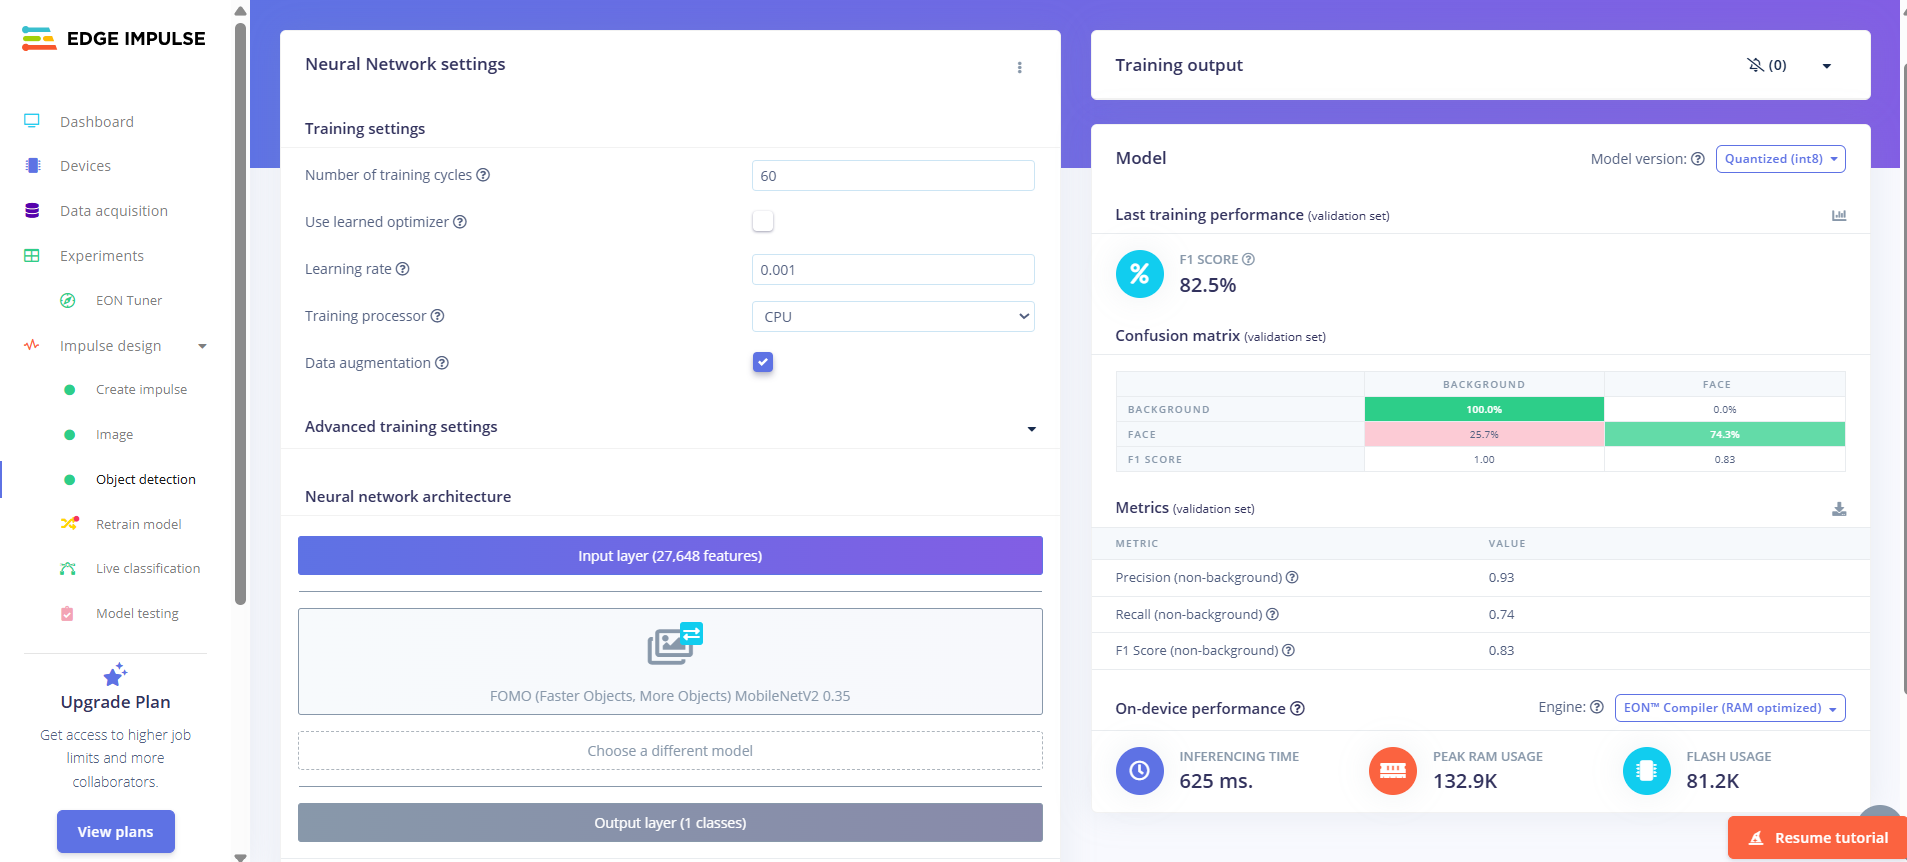 EDGE IMPULSE
Dashboard
Devices
Data acquisition
Experiments
EON Tuner
Impulse design
Create impulse
Image
Object detection
Retrain model
Live classification
Model testing
Upgrade Plan
Get access to higher job
limits and more
collaborators.
View plans
Neural Network settings
Training settings
Number of training cycles ?
60
Use learned optimizer ?
Learning rate ?
0.001
Training processor ?
CPU
Data augmentation ?
Advanced training settings
Neural network architecture
Input layer (27,648 features)
FOMO (Faster Objects, More Objects) MobileNetV2 0.35
Choose a different model
Output layer (1 classes)
Training output
(0)
Model
Model version: ? Quantized (int8)
Last training performance (validation set)
%
F1 SCORE ?
82.5%
Confusion matrix (validation set)
BACKGROUND FACE
BACKGROUND 100.0% 0.0%
FACE 25.7% 74.3%
F1 SCORE 1.00 0.83
Metrics (validation set)
METRIC VALUE
Precision (non-background) ? 0.93
Recall (non-background) ? 0.74
F1 Score (non-background) ? 0.83
On-device performance ? Engine: ? EON™ Compiler (RAM optimized)
INFERENCING TIME
625 ms.
PEAK RAM USAGE
132.9K
FLASH USAGE
81.2K
Resume tutorial